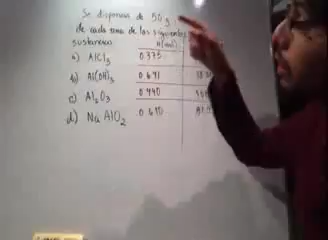 Se disponen de 50 g
de cada una de las siguientes
sustancias n(mol)
a) AlCl₃ 0.375
b) Al(OH)₃ 0.641
c) Al₂O₃ 0.490
d) NaAlO₂ 0.610